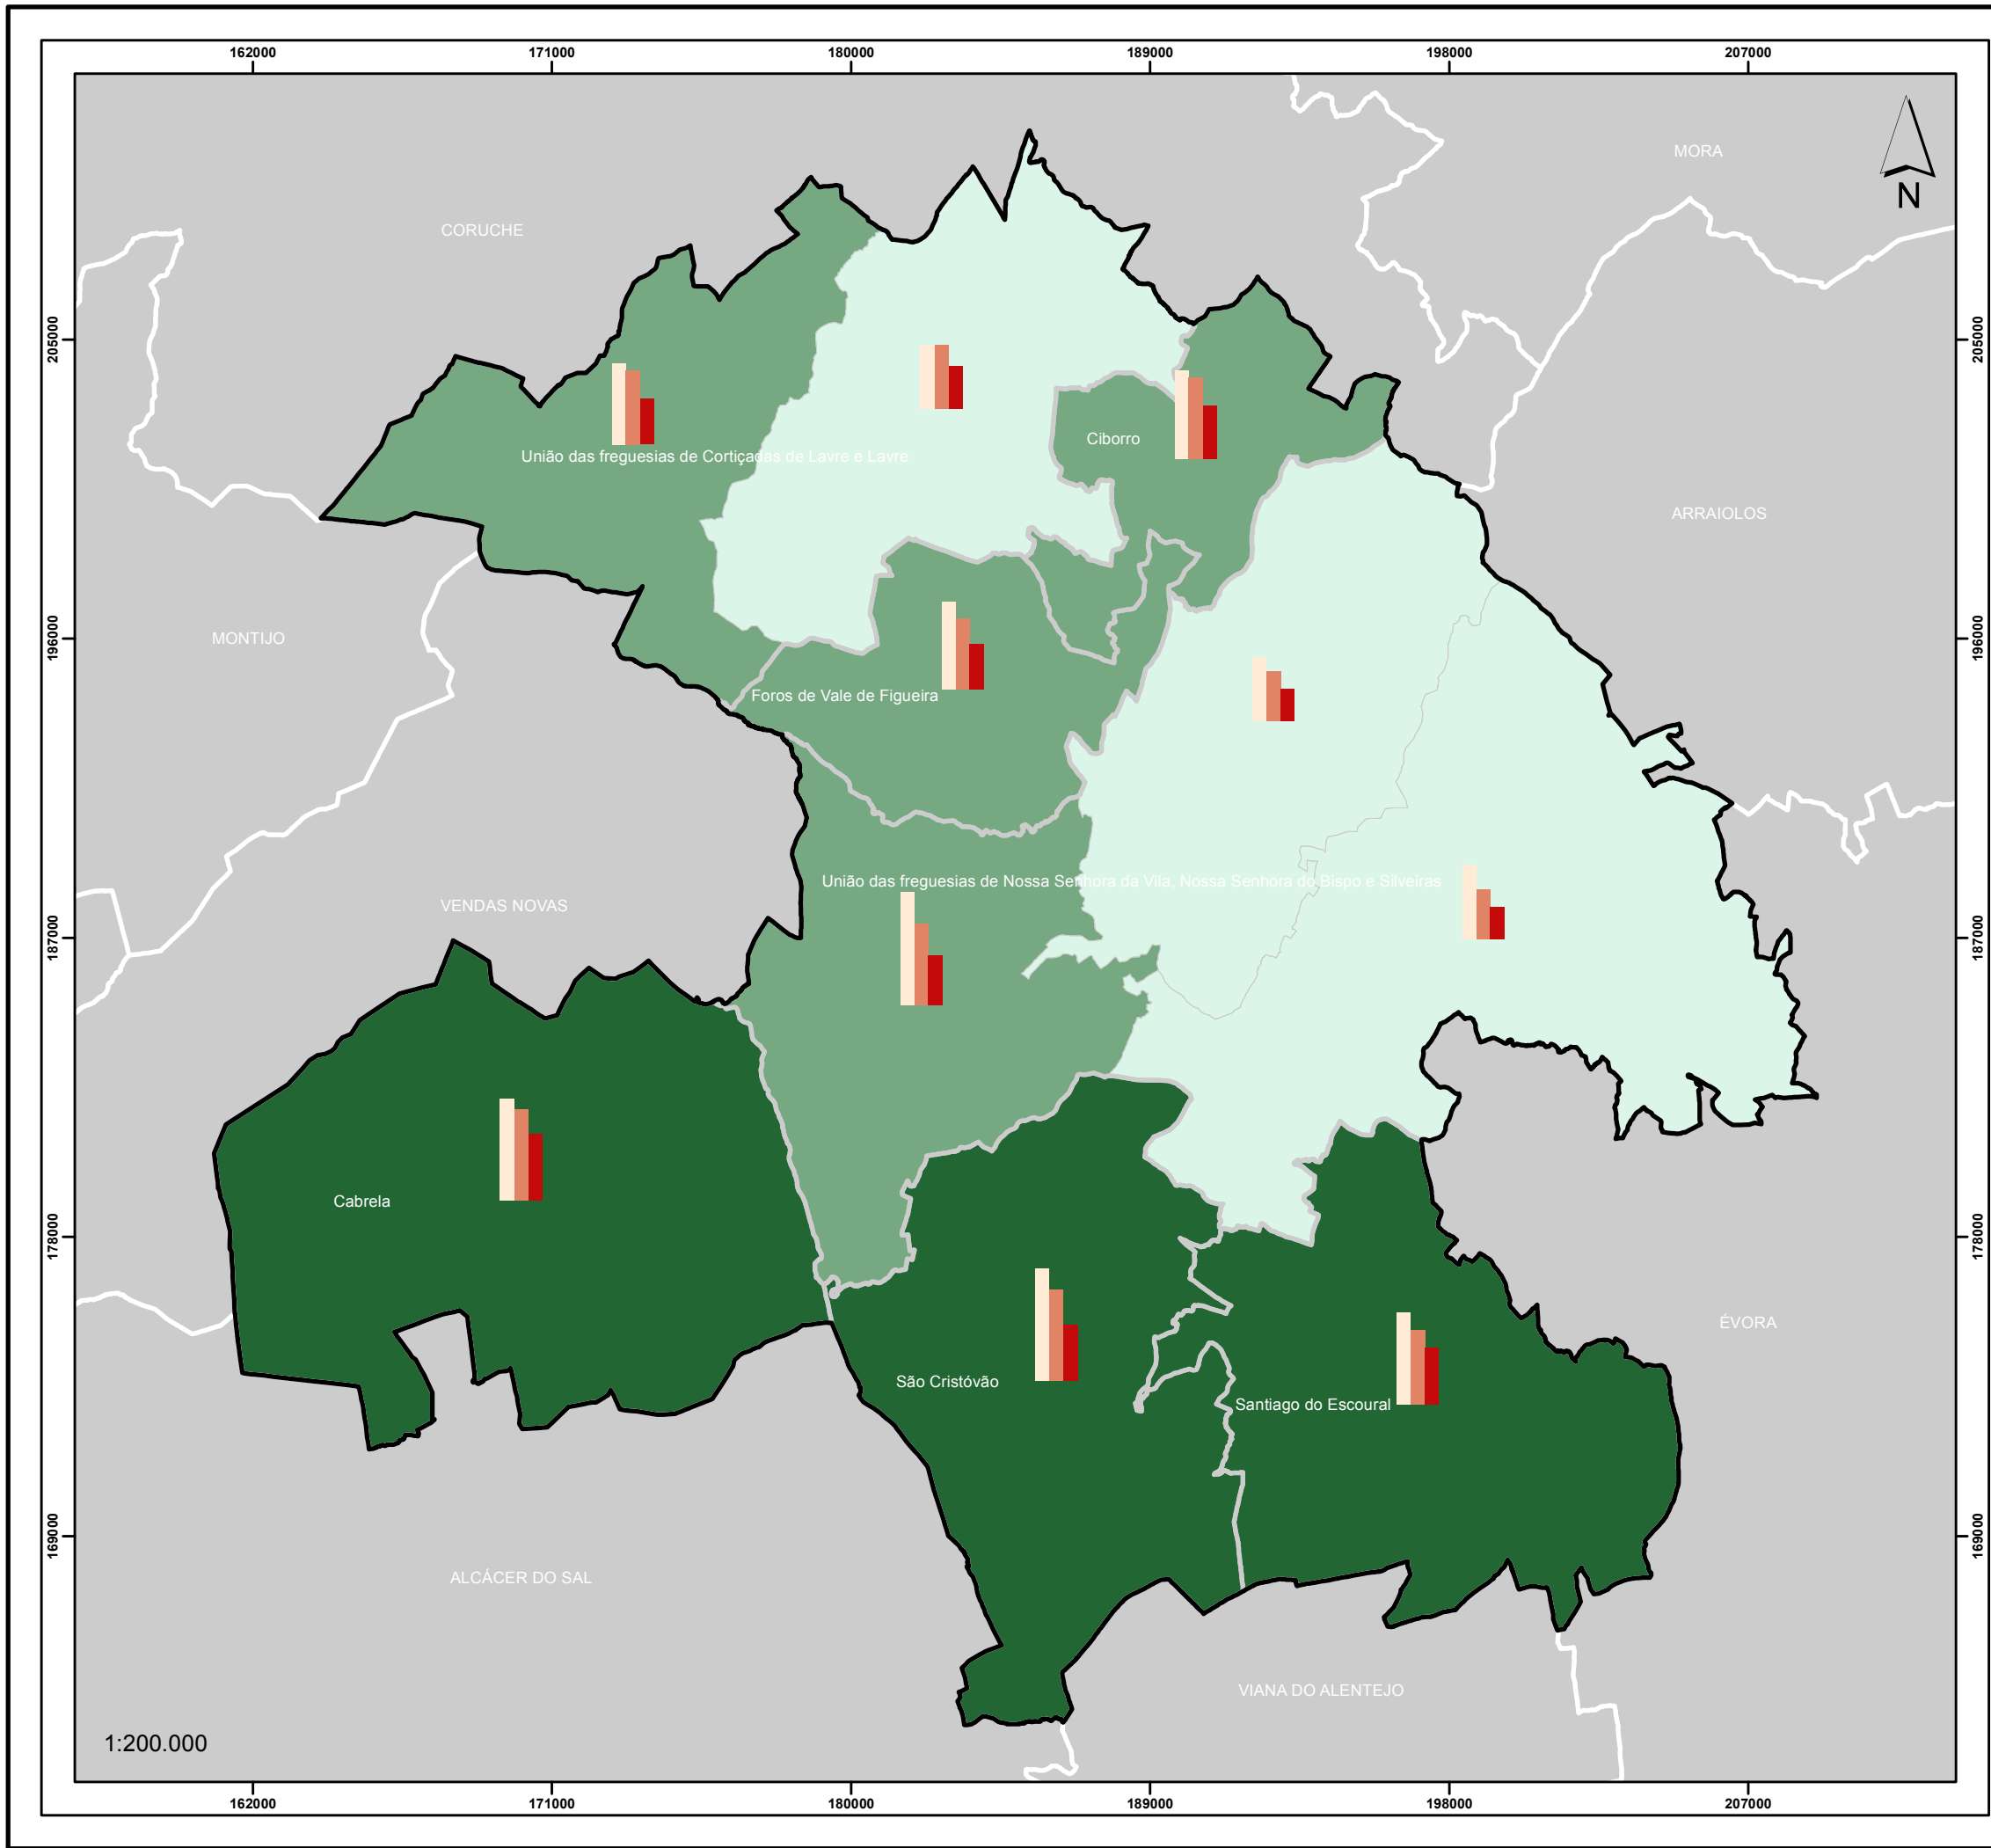 162000 171000 180000 189000 198000 207000
MORA
N
CORUCHE
205000 205000
Ciborro
União das freguesias de Cortiçadas de Lavre e Lavre
ARRAIOLOS
MONTIJO
196000 196000
Foros de Vale de Figueira
União das freguesias de Nossa Senhora da Vila, Nossa Senhora do Bispo e Silveiras
VENDAS NOVAS
187000 187000
Cabrela
178000 178000
ÉVORA
São Cristóvão
Santiago do Escoural
169000 169000
ALCÁCER DO SAL
VIANA DO ALENTEJO
1:200.000
162000 171000 180000 189000 198000 207000